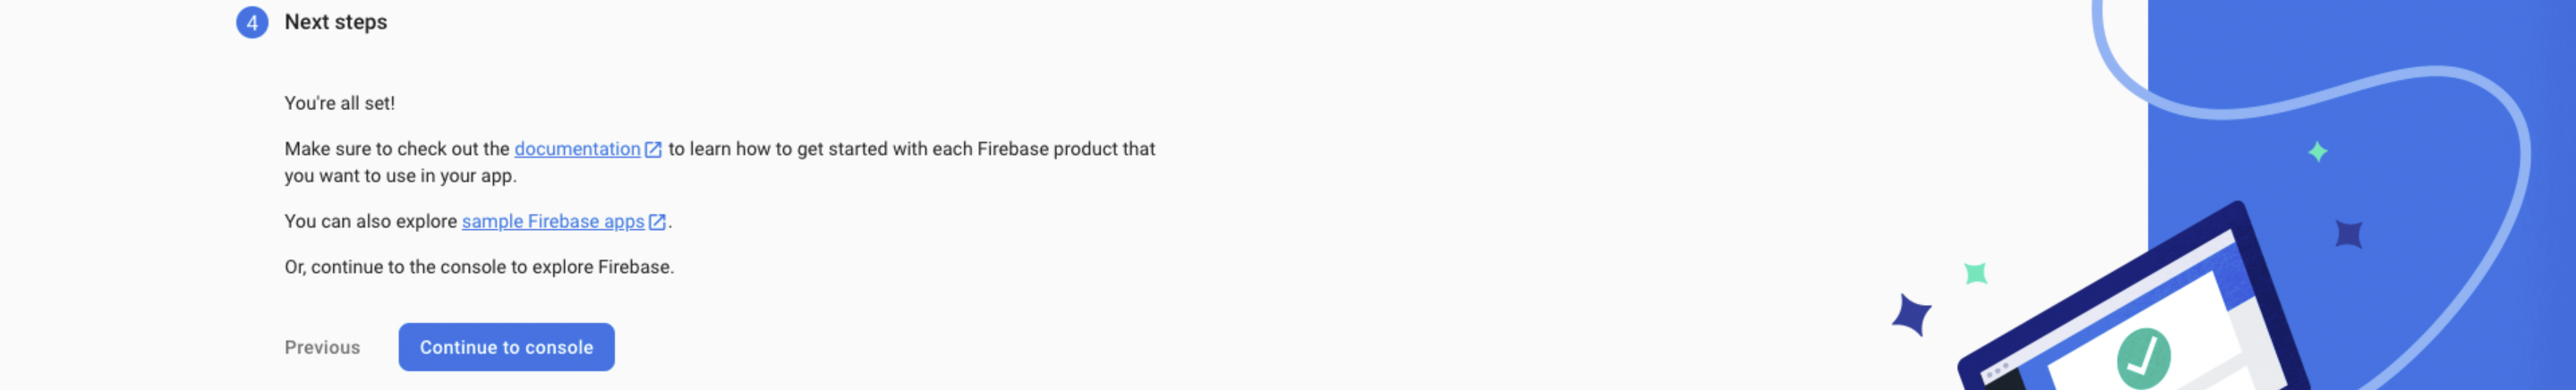 4 Next steps
You're all set!
Make sure to check out the documentation to learn how to get started with each Firebase product that
you want to use in your app.
You can also explore sample Firebase apps.
Or, continue to the console to explore Firebase.
Previous Continue to console